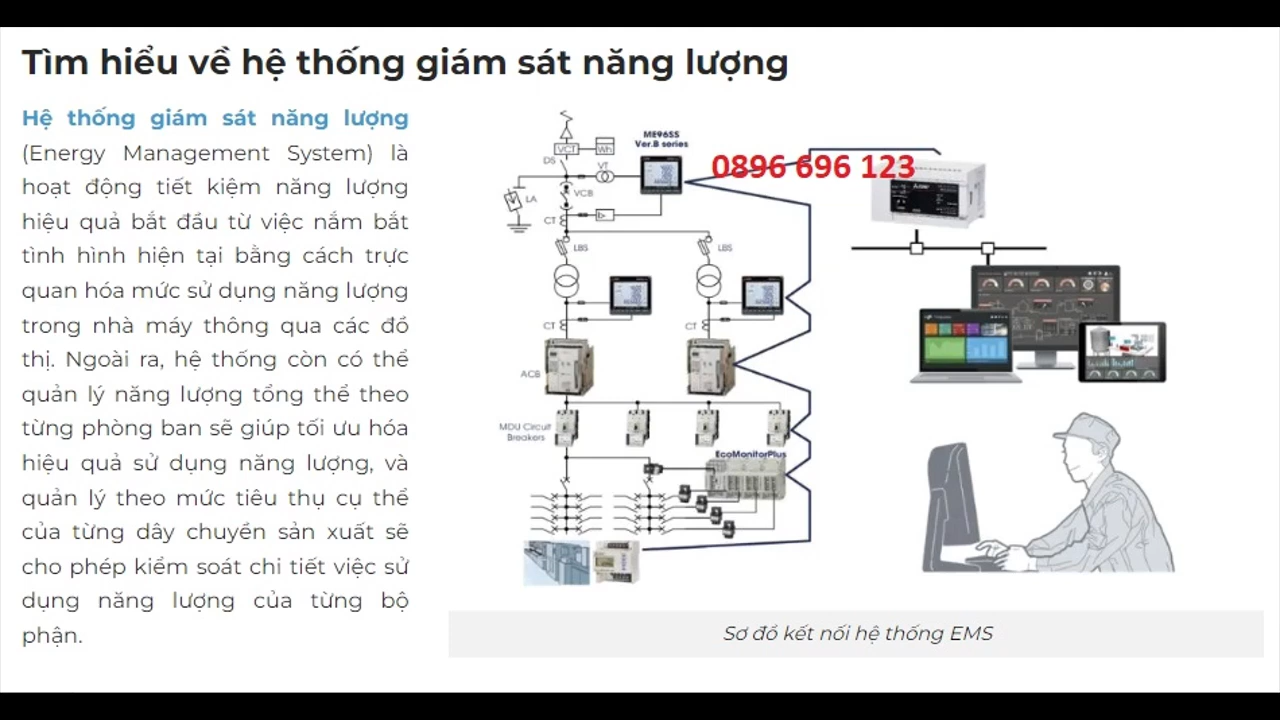 Tìm hiểu về hệ thống giám sát năng lượng
Hệ thống giám sát năng lượng
(Energy Management System) là
hoạt động tiết kiệm năng lượng
hiệu quả bắt đầu từ việc nắm bắt
tình hình hiện tại bằng cách trực
quan hóa mức sử dụng năng lượng
trong nhà máy thông qua các đồ
thị. Ngoài ra, hệ thống còn có thể
quản lý năng lượng tổng thể theo
từng phòng ban sẽ giúp tối ưu hóa
hiệu quả sử dụng năng lượng, và
quản lý theo mức tiêu thụ cụ thể
của từng dây chuyền sản xuất sẽ
cho phép kiểm soát chi tiết việc sử
dụng năng lượng của từng bộ
phận.
ME96SS
Ver.B series
0896 696 123
VCT
Wh
DS
VT
VCB
LA
CT
LBS
LBS
CT
CT
ACB
MDU Circuit
Breakers
EcoMonitorPlus
Sơ đồ kết nối hệ thống EMS